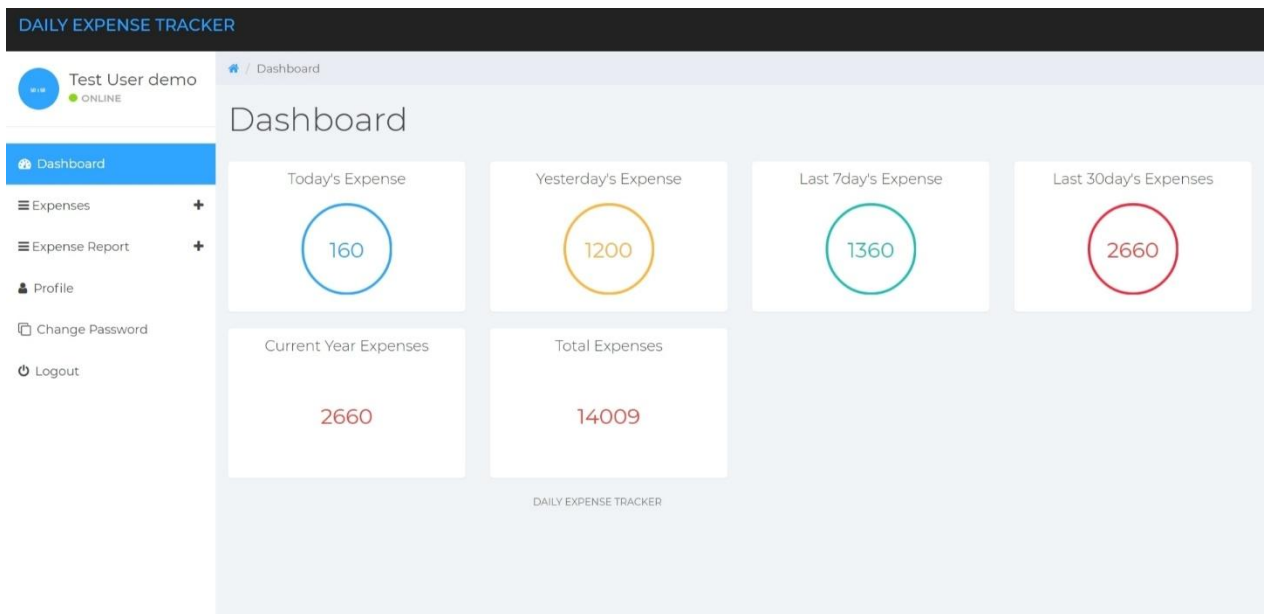 DAILY EXPENSE TRACKER
Test User demo
ONLINE
Dashboard
Expenses
Expense Report
Profile
Change Password
Logout
/ Dashboard
Dashboard
Today's Expense
160
Yesterday's Expense
1200
Last 7day's Expense
1360
Last 30day's Expenses
2660
Current Year Expenses
2660
Total Expenses
14009
DAILY EXPENSE TRACKER